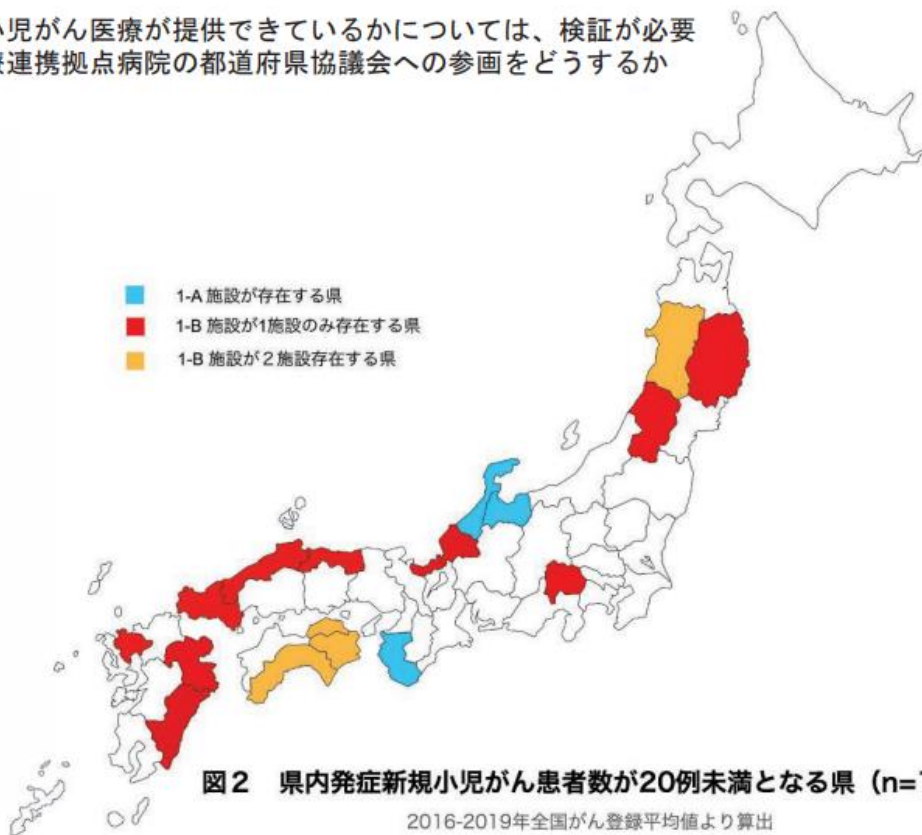 児がん医療が提供できているかについては、検証が必要
連携拠点病院の都道府県協議会への参画をどうするか
1-A 施設が存在する県
1-B 施設が1施設のみ存在する県
1-B 施設が２施設存在する県
図２ 県内発症新規小児がん患者数が20例未満となる県（n=
2016-2019年全国がん登録平均値より算出